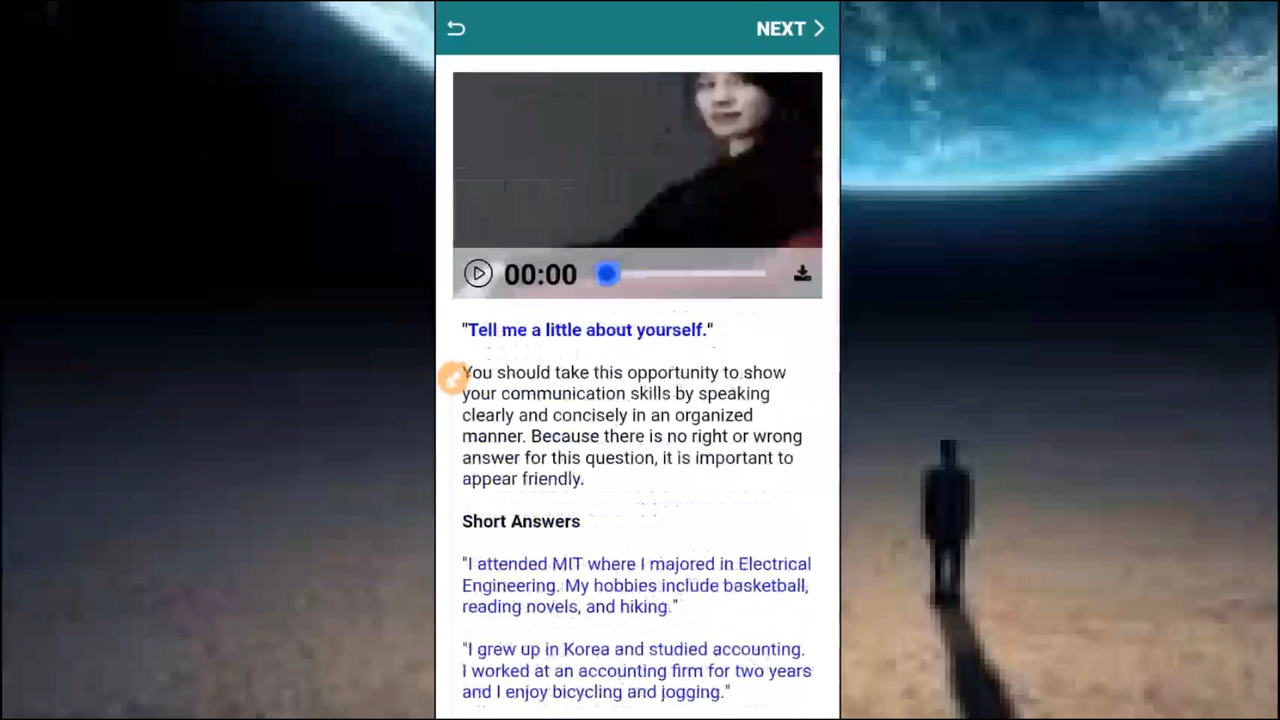 NEXT
00:00
"Tell me a little about yourself."
You should take this opportunity to show
your communication skills by speaking
clearly and concisely in an organized
manner. Because there is no right or wrong
answer for this question, it is important to
appear friendly.
Short Answers
"I attended MIT where I majored in Electrical
Engineering. My hobbies include basketball,
reading novels, and hiking."
"I grew up in Korea and studied accounting.
I worked at an accounting firm for two years
and I enjoy bicycling and jogging."